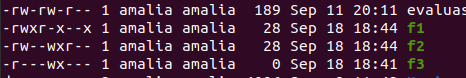 -rw-rw-r-- 1 amalia amalia 189 Sep 11 20:11 evaluas
-rwxr-x--x 1 amalia amalia 28 Sep 18 18:44 f1
-rw--wxr-- 1 amalia amalia 28 Sep 18 18:44 f2
-r---wx--- 1 amalia amalia 0 Sep 18 18:41 f3